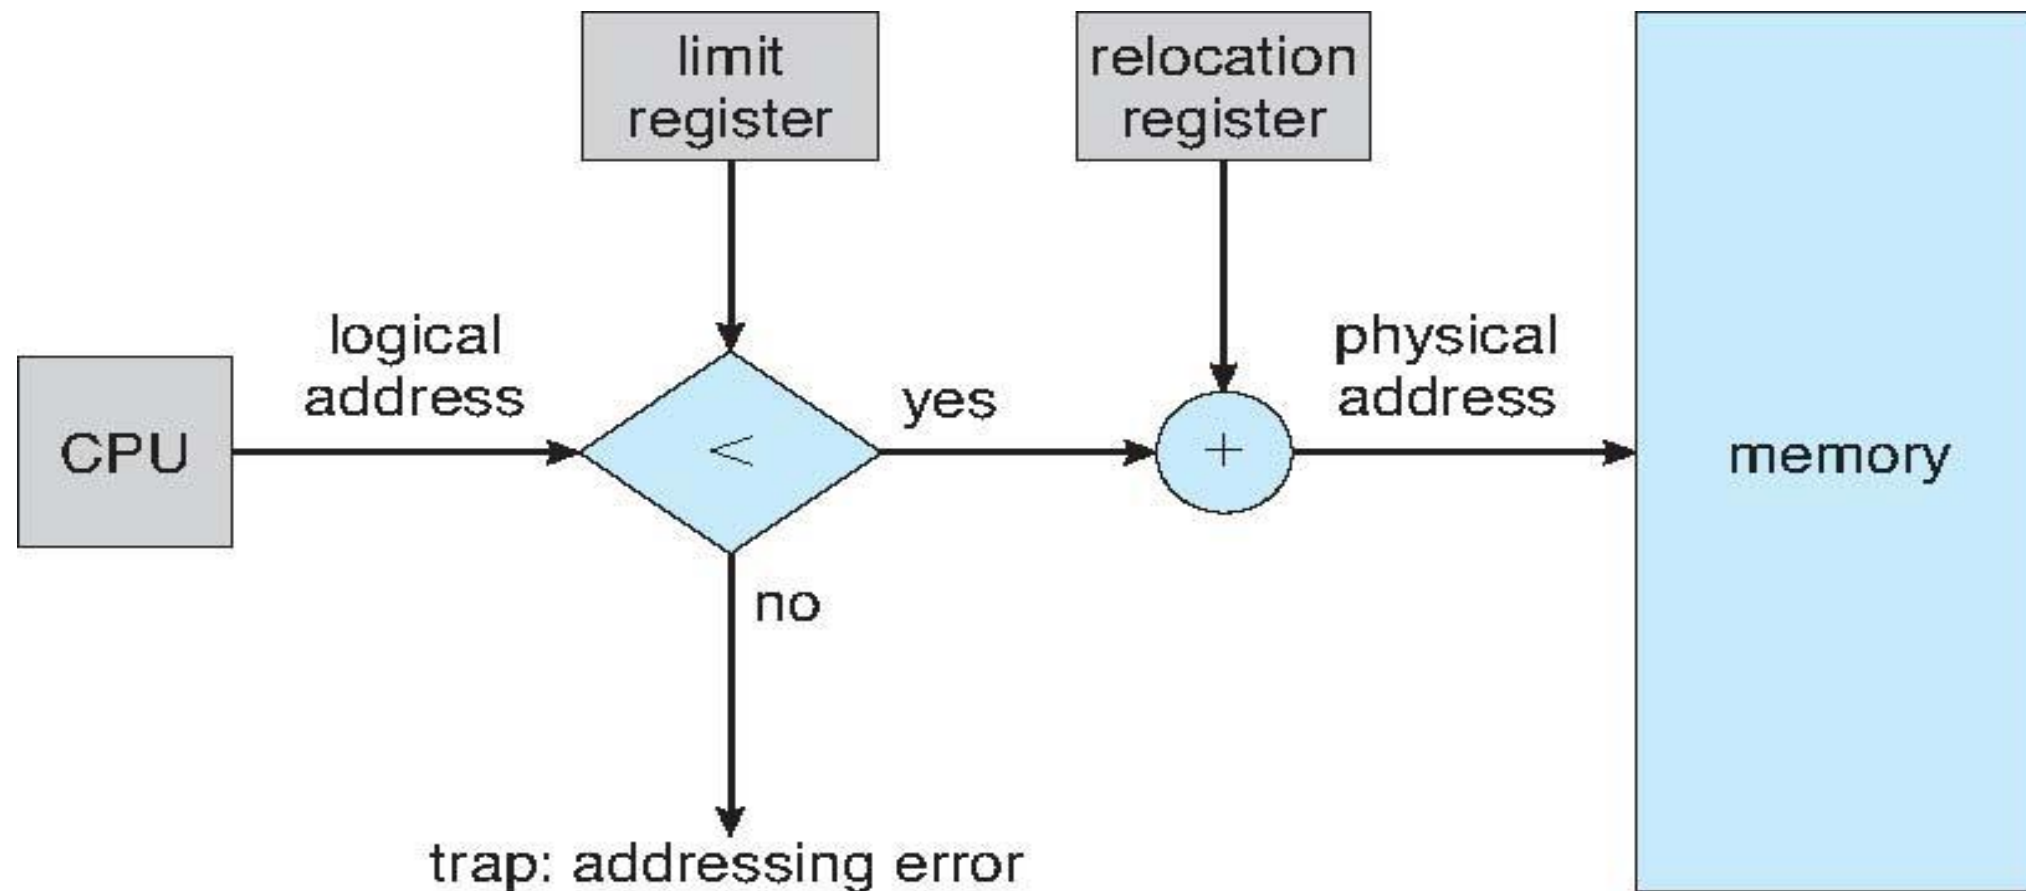 limit
register
relocation
register
logical
address
physical
address
CPU
<
yes
+
memory
no
trap: addressing error